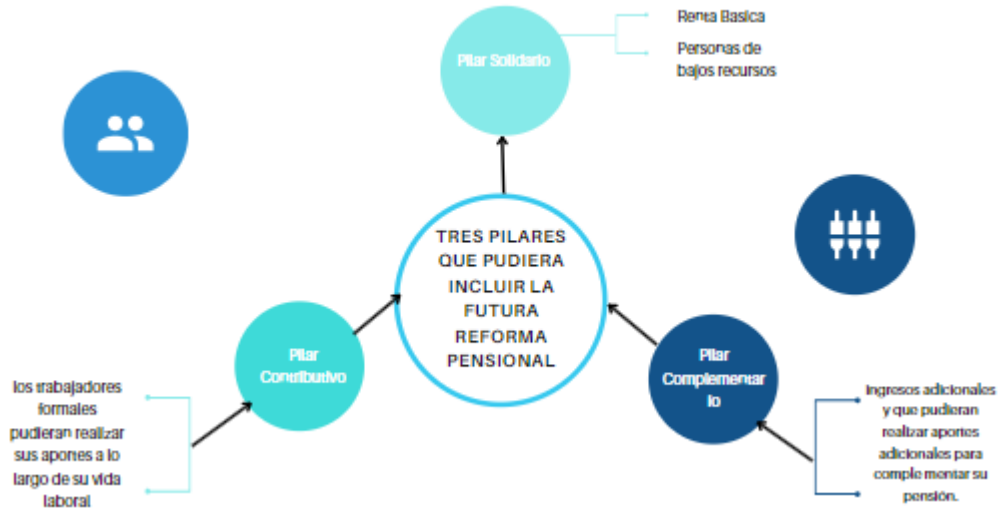 Renta Basica
Personas de
bajos recursos
Pilar Solidario
TRES PILARES
QUE PUDIERA
INCLUIR LA
FUTURA
REFORMA
PENSIONAL
Pilar
Contributivo
los trabajadores
formales
pudieran realizar
sus aportes a lo
largo de su vida
laboral
Pilar
Complementar
io
Ingresos adicionales
y que pudieran
realizar aportes
adicionales para
comple mentar su
pensión.